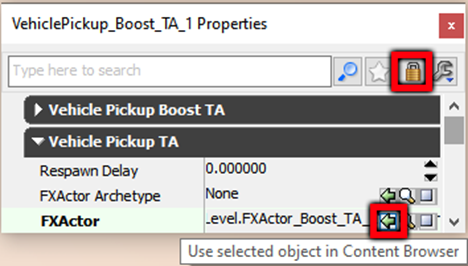 VehiclePickup_Boost_TA_1 Properties
x
Type here to search
Vehicle Pickup Boost TA
Vehicle Pickup TA
Respawn Delay 0.000000
FXActor Archetype None
FXActor .evel.FXActor_Boost_TA_
Use selected object in Content Browser